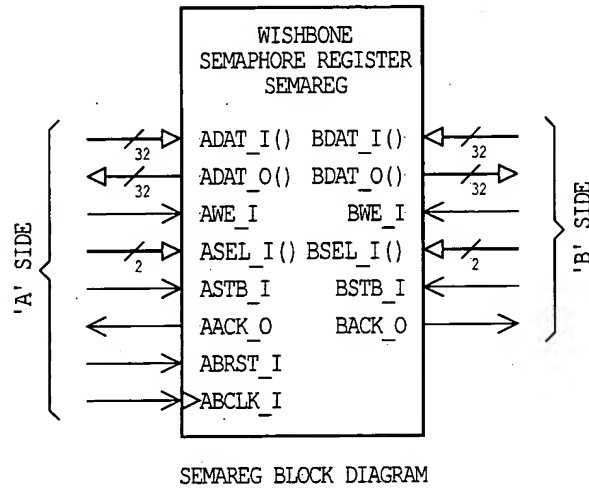 WISHBONE
SEMAPHORE REGISTER
SEMAREG
ADAT_I() BDAT_I()
32 32
ADAT_O() BDAT_O()
32 32
AWE_I BWE_I
ASEL_I() BSEL_I()
2 2
ASTB_I BSTB_I
AACK_O BACK_O
ABRST_I
ABCLK_I
'A' SIDE
'B' SIDE
SEMAREG BLOCK DIAGRAM